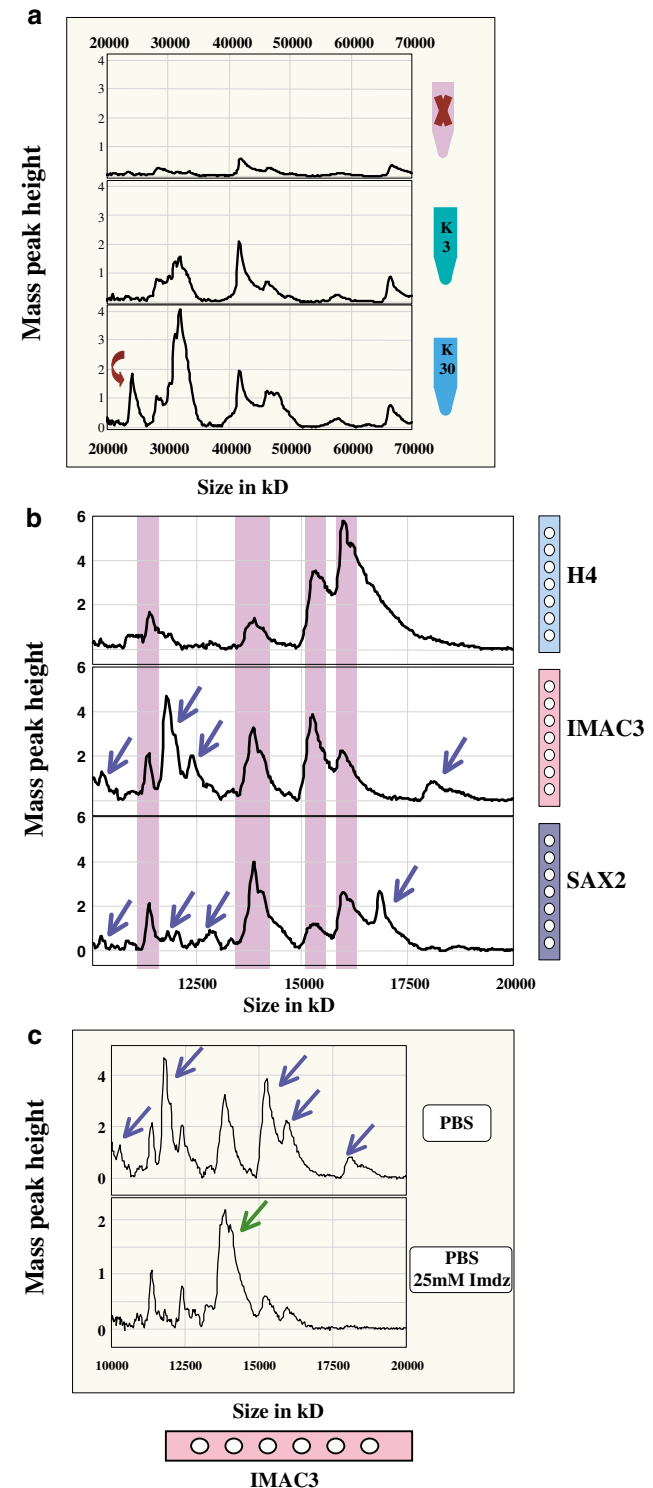 a
20000 30000 40000 50000 60000 70000
4
3
2
1
4
3
2
1
0
4
3
2
1
0
20000 30000 40000 50000 60000 70000
Mass peak height
Size in kD
K
3
K
30
b
6
4
2
6
4
2
0
6
4
2
0
12500 15000 17500 20000
Mass peak height
Size in kD
H4
IMAC3
SAX2
c
4
2
0
2
1
0
10000 12500 15000 17500 20000
Mass peak height
Size in kD
PBS
PBS
25mM Imdz
IMAC3